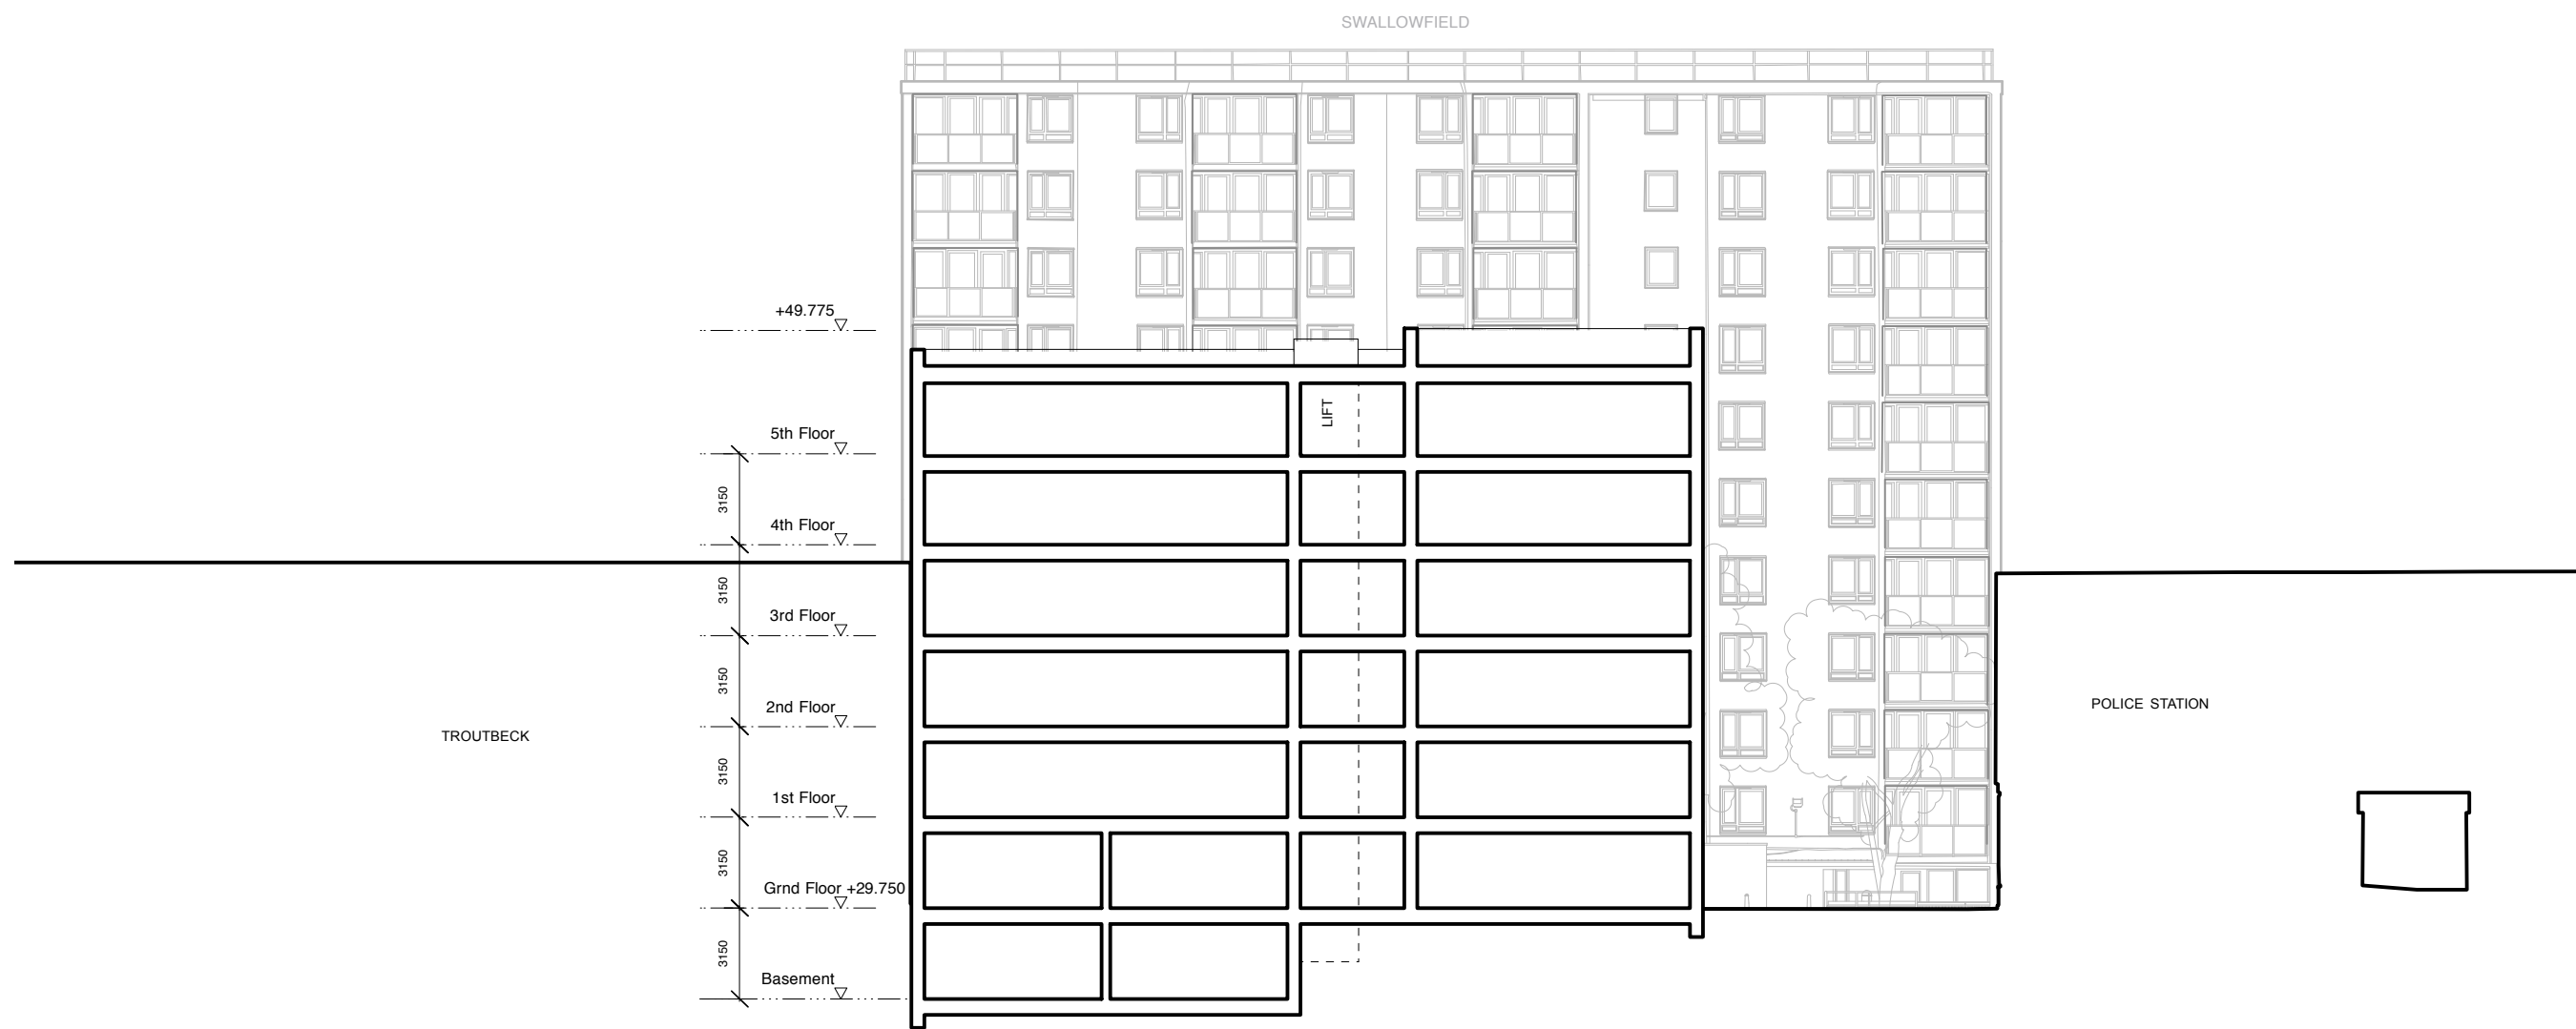 SWALLOWFIELD
+49.775
5th Floor
LIFT
3150
4th Floor
3150
3rd Floor
3150
2nd Floor
POLICE STATION
TROUTBECK
3150
1st Floor
3150
Grnd Floor +29.750
3150
Basement